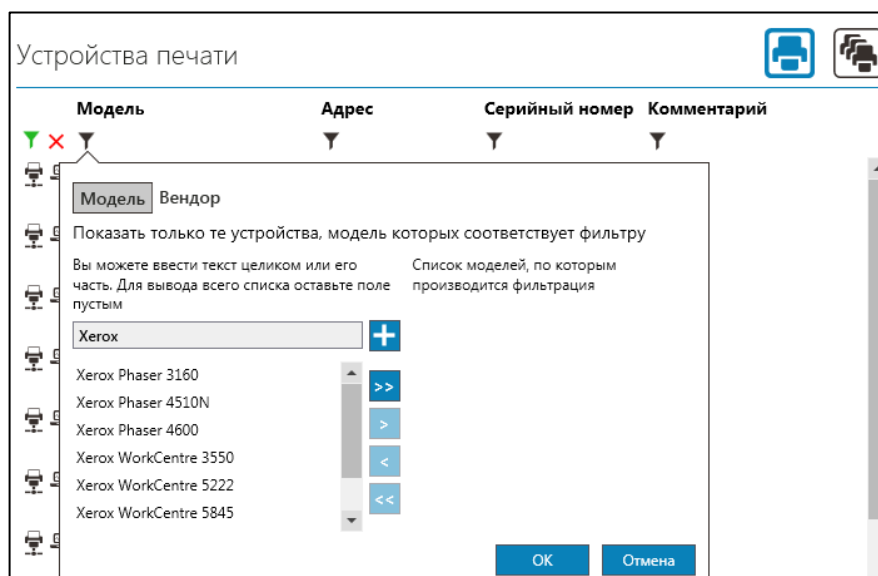 Устройства печати
Модель Адрес Серийный номер Комментарий
Модель Вендор
Показать только те устройства, модель которых соответствует фильтру
Вы можете ввести текст целиком или его
часть. Для вывода всего списка оставьте поле
пустым
Список моделей, по которым
производится фильтрация
Xerox
Xerox Phaser 3160
Xerox Phaser 4510N
Xerox Phaser 4600
Xerox WorkCentre 3550
Xerox WorkCentre 5222
Xerox WorkCentre 5845
>>
>
<
<<
ОК Отмена